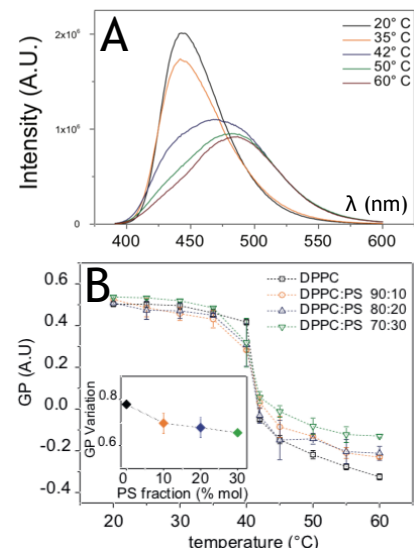 A
Intensity (A.U.)
2x10⁶
1x10⁶
0
20° C
35° C
42° C
50° C
60° C
λ (nm)
400 450 500 550 600
B
GP (A.U)
0.6
0.4
0.2
0.0
-0.2
-0.4
DPPC
DPPC:PS 90:10
DPPC:PS 80:20
DPPC:PS 70:30
GP Variation
0.8
0.6
0 10 20 30
PS fraction (% mol)
20 30 40 50 60
temperature (°C)